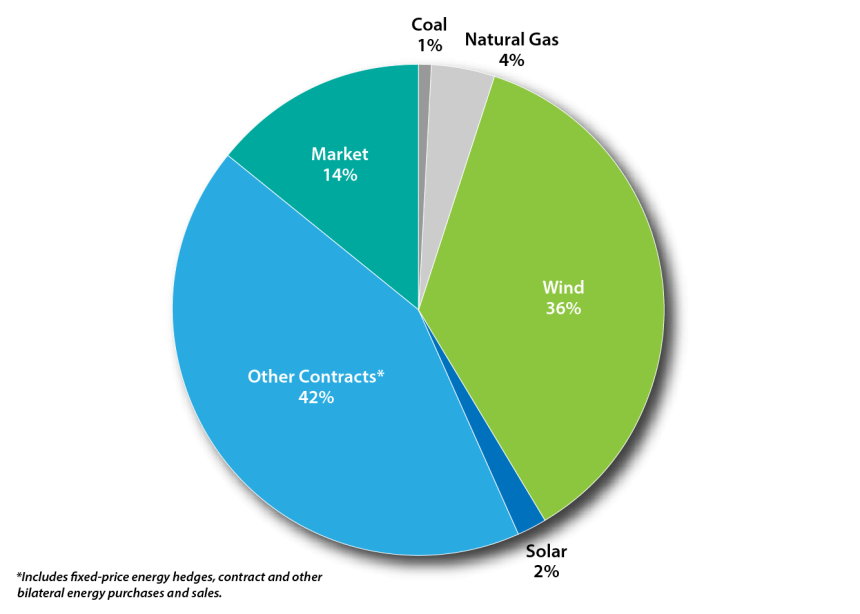 Coal
1%
Natural Gas
4%
Market
14%
Wind
36%
Other Contracts*
42%
Solar
2%
*Includes fixed-price energy hedges, contract and other
bilateral energy purchases and sales.